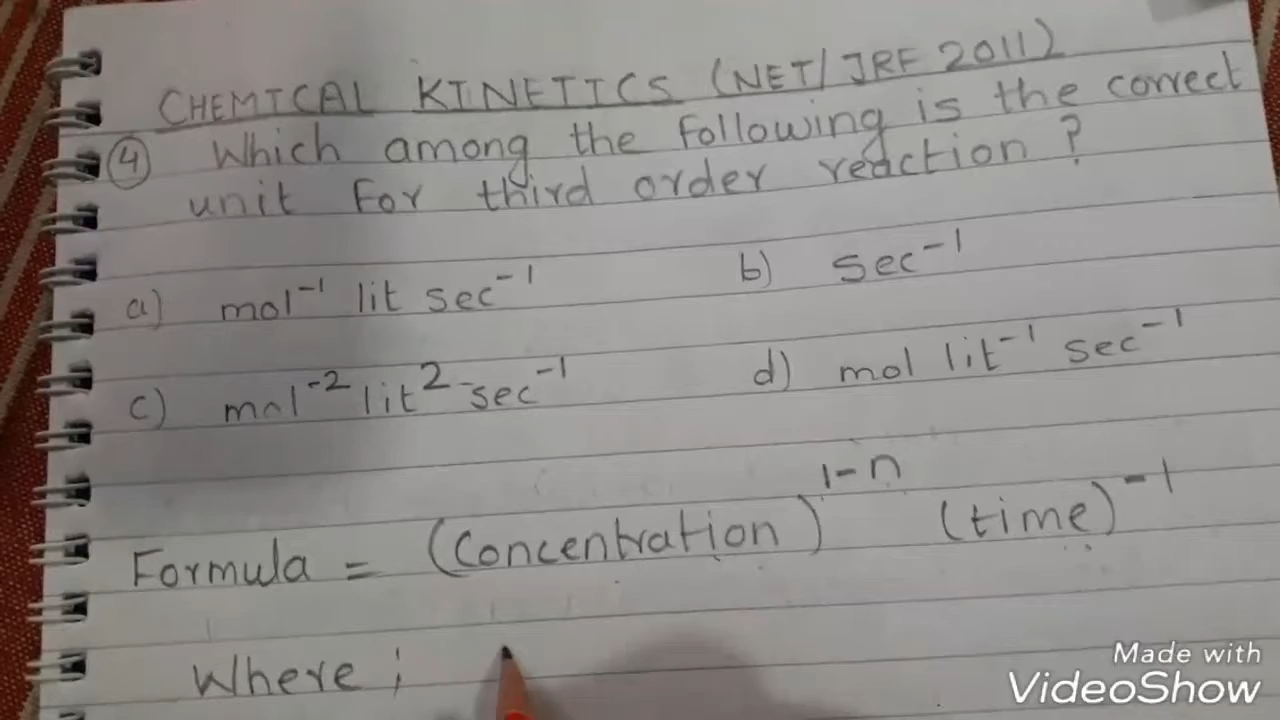 CHEMICAL KINETICS (NET/JRF 2011)
④ Which among the following is the correct
unit for third order reaction ?
a) mol⁻¹ lit sec⁻¹ b) sec⁻¹
c) mol⁻² lit² sec⁻¹ d) mol lit⁻¹ sec⁻¹
Formula = (Concentration)¹⁻ⁿ (time)⁻¹
Where ;
Made with
VideoShow